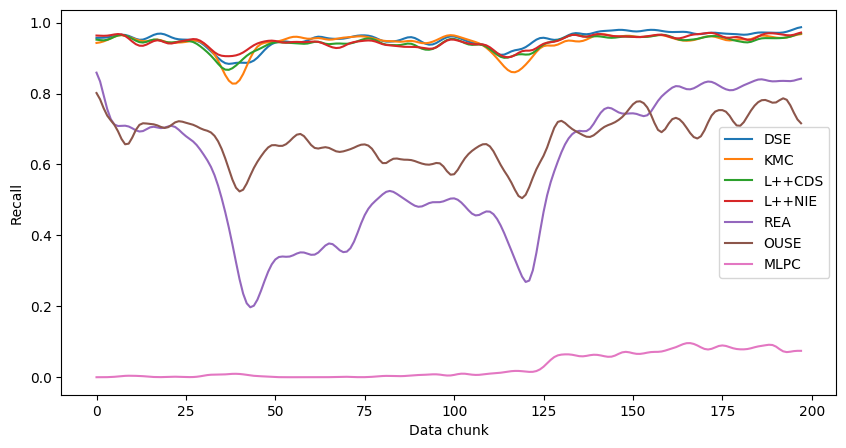 1.0
0.8
0.6
0.4
0.2
0.0
Recall
0 25 50 75 100 125 150 175 200
Data chunk
DSE
KMC
L++CDS
L++NIE
REA
OUSE
MLPC